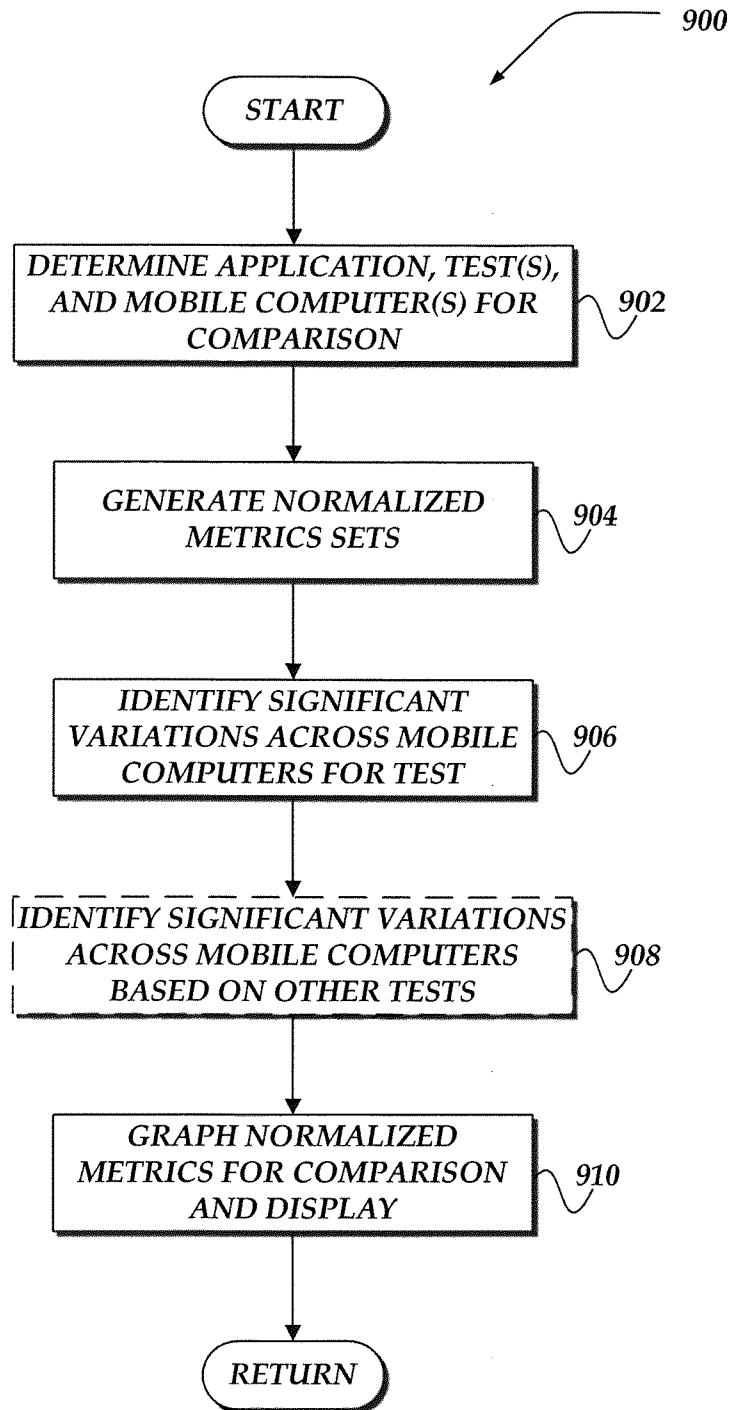 900
START
DETERMINE APPLICATION, TEST(S),
AND MOBILE COMPUTER(S) FOR
COMPARISON
902
GENERATE NORMALIZED
METRICS SETS
904
IDENTIFY SIGNIFICANT
VARIATIONS ACROSS MOBILE
COMPUTERS FOR TEST
906
IDENTIFY SIGNIFICANT VARIATIONS
ACROSS MOBILE COMPUTERS
BASED ON OTHER TESTS
908
GRAPH NORMALIZED
METRICS FOR COMPARISON
AND DISPLAY
910
RETURN